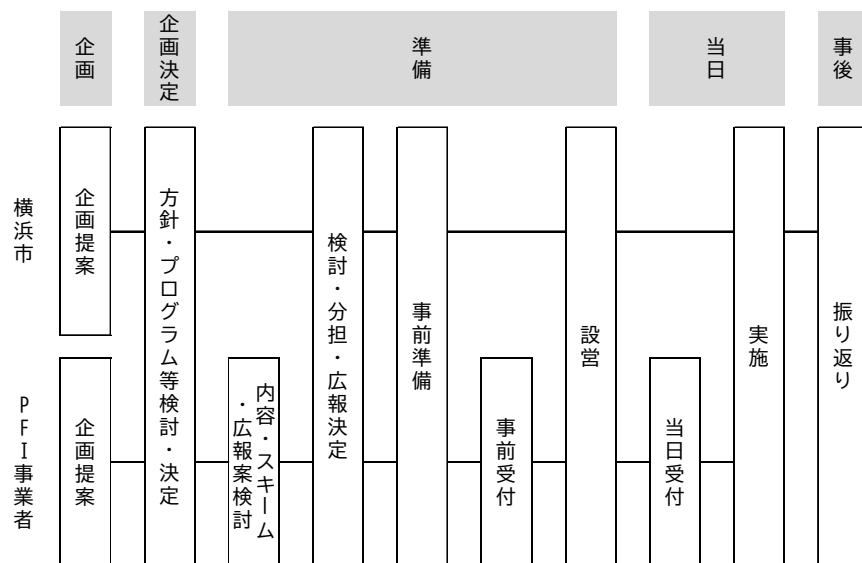 企画
企画決定
準備
当日
事後
横浜市
企画提案
方針・プログラム等検討・決定
検討・分担・広報決定
事前準備
設営
実施
振り返り
PFI事業者
企画提案
内容・スキーム
・広報案検討
事前受付
当日受付